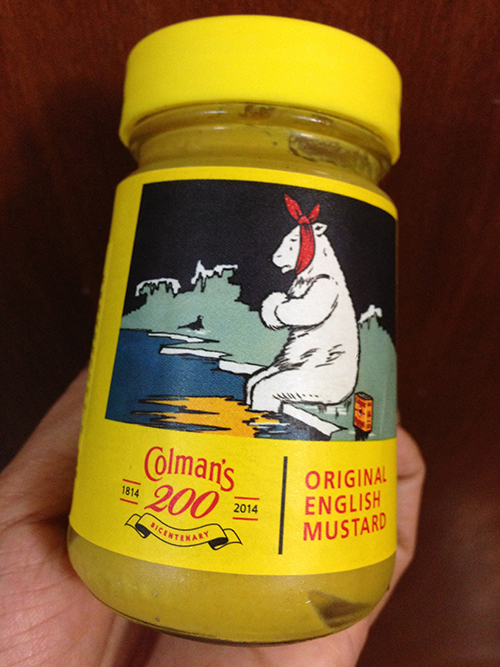 Colman's
1814 200 2014
BICENTENARY
ORIGINAL
ENGLISH
MUSTARD